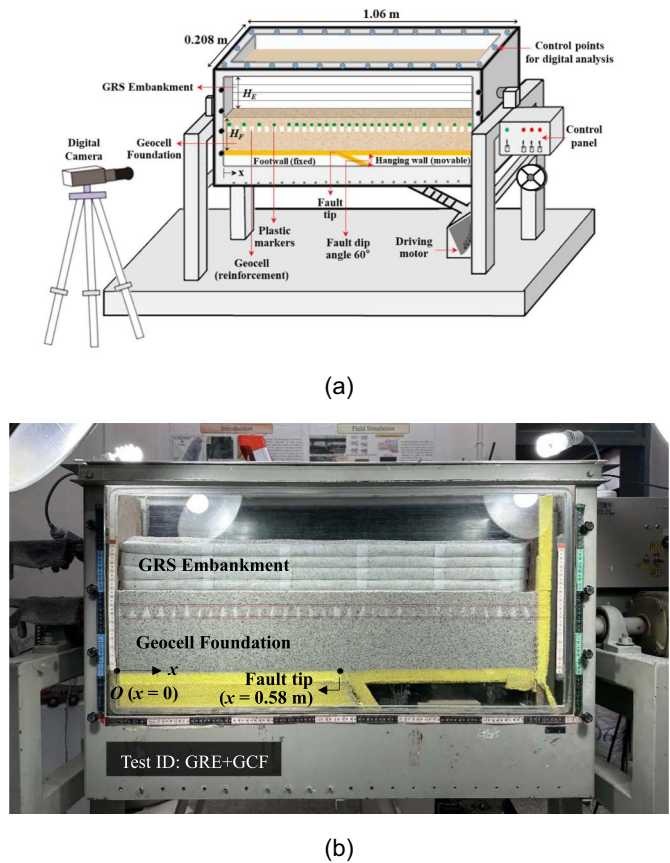 1.06 m
0.208 m
Control points
for digital analysis
GRS Embankment
H_E
Digital
Camera
Geocell
Foundation
H_F
Control
panel
Footwall (fixed)
Hanging wall (movable)
x
Fault
tip
Plastic
markers
Fault dip
angle 60°
Driving
motor
Geocell
(reinforcement)
(a)
Introduction
Field Simulation
GRS Embankment
Geocell Foundation
x
Fault tip
O (x = 0)
(x = 0.58 m)
Test ID: GRE+GCF
(b)